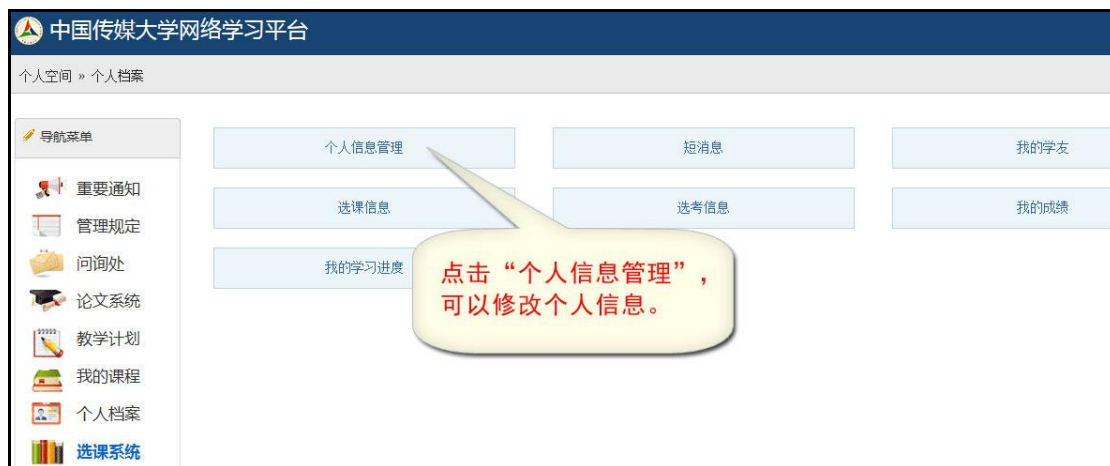 中国传媒大学网络学习平台
个人空间 » 个人档案
导航菜单
重要通知
管理规定
问询处
论文系统
教学计划
我的课程
个人档案
选课系统
个人信息管理
短消息
我的学友
选课信息
选考信息
我的成绩
我的学习进度
点击“个人信息管理”，
可以修改个人信息。